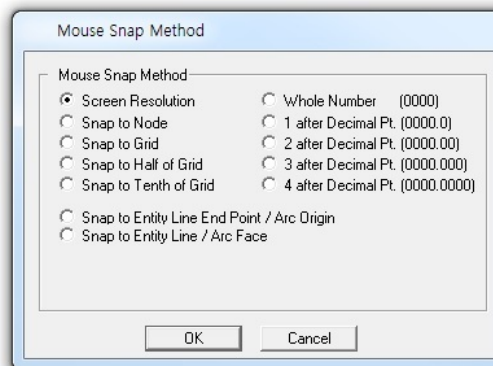 Mouse Snap Method
Mouse Snap Method
Screen Resolution
Snap to Node
Snap to Grid
Snap to Half of Grid
Snap to Tenth of Grid
Whole Number (0000)
1 after Decimal Pt. (0000.0)
2 after Decimal Pt. (0000.00)
3 after Decimal Pt. (0000.000)
4 after Decimal Pt. (0000.0000)
Snap to Entity Line End Point / Arc Origin
Snap to Entity Line / Arc Face
OK
Cancel